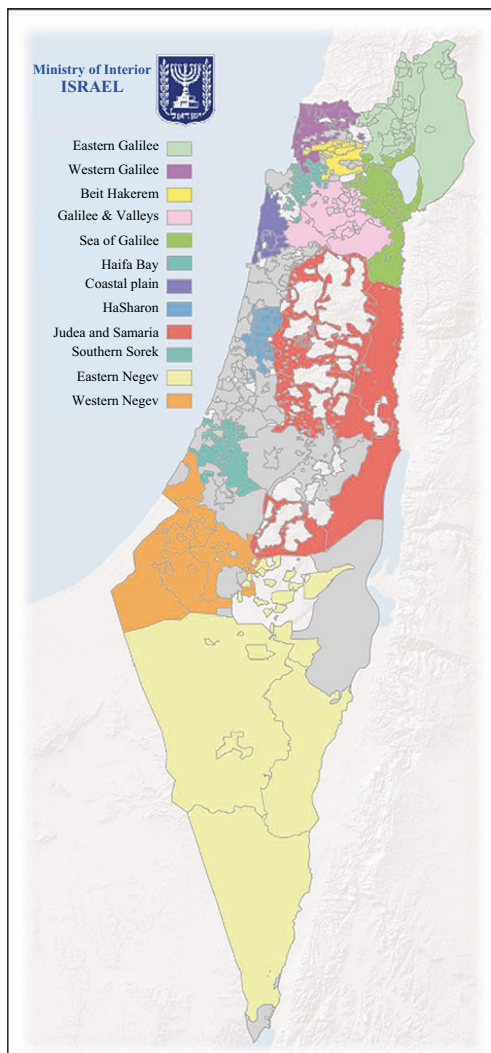 Ministry of Interior
ISRAEL
Eastern Galilee
Western Galilee
Beit Hakerem
Galilee & Valleys
Sea of Galilee
Haifa Bay
Coastal plain
HaSharon
Judea and Samaria
Southern Sorek
Eastern Negev
Western Negev